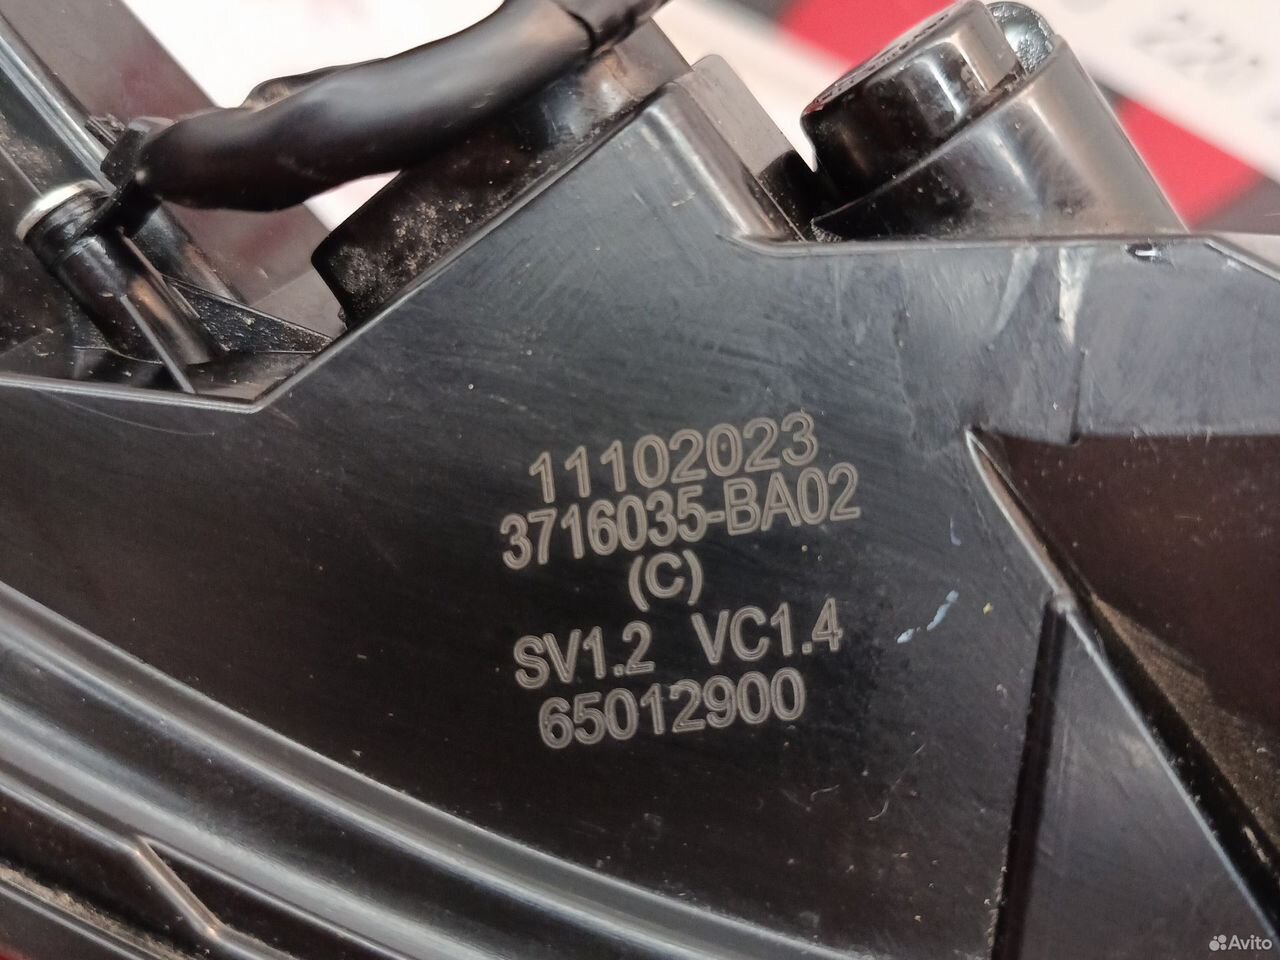 11102023
3716035-BA02
(C)
SV1.2 VC1.4
65012900
Avito